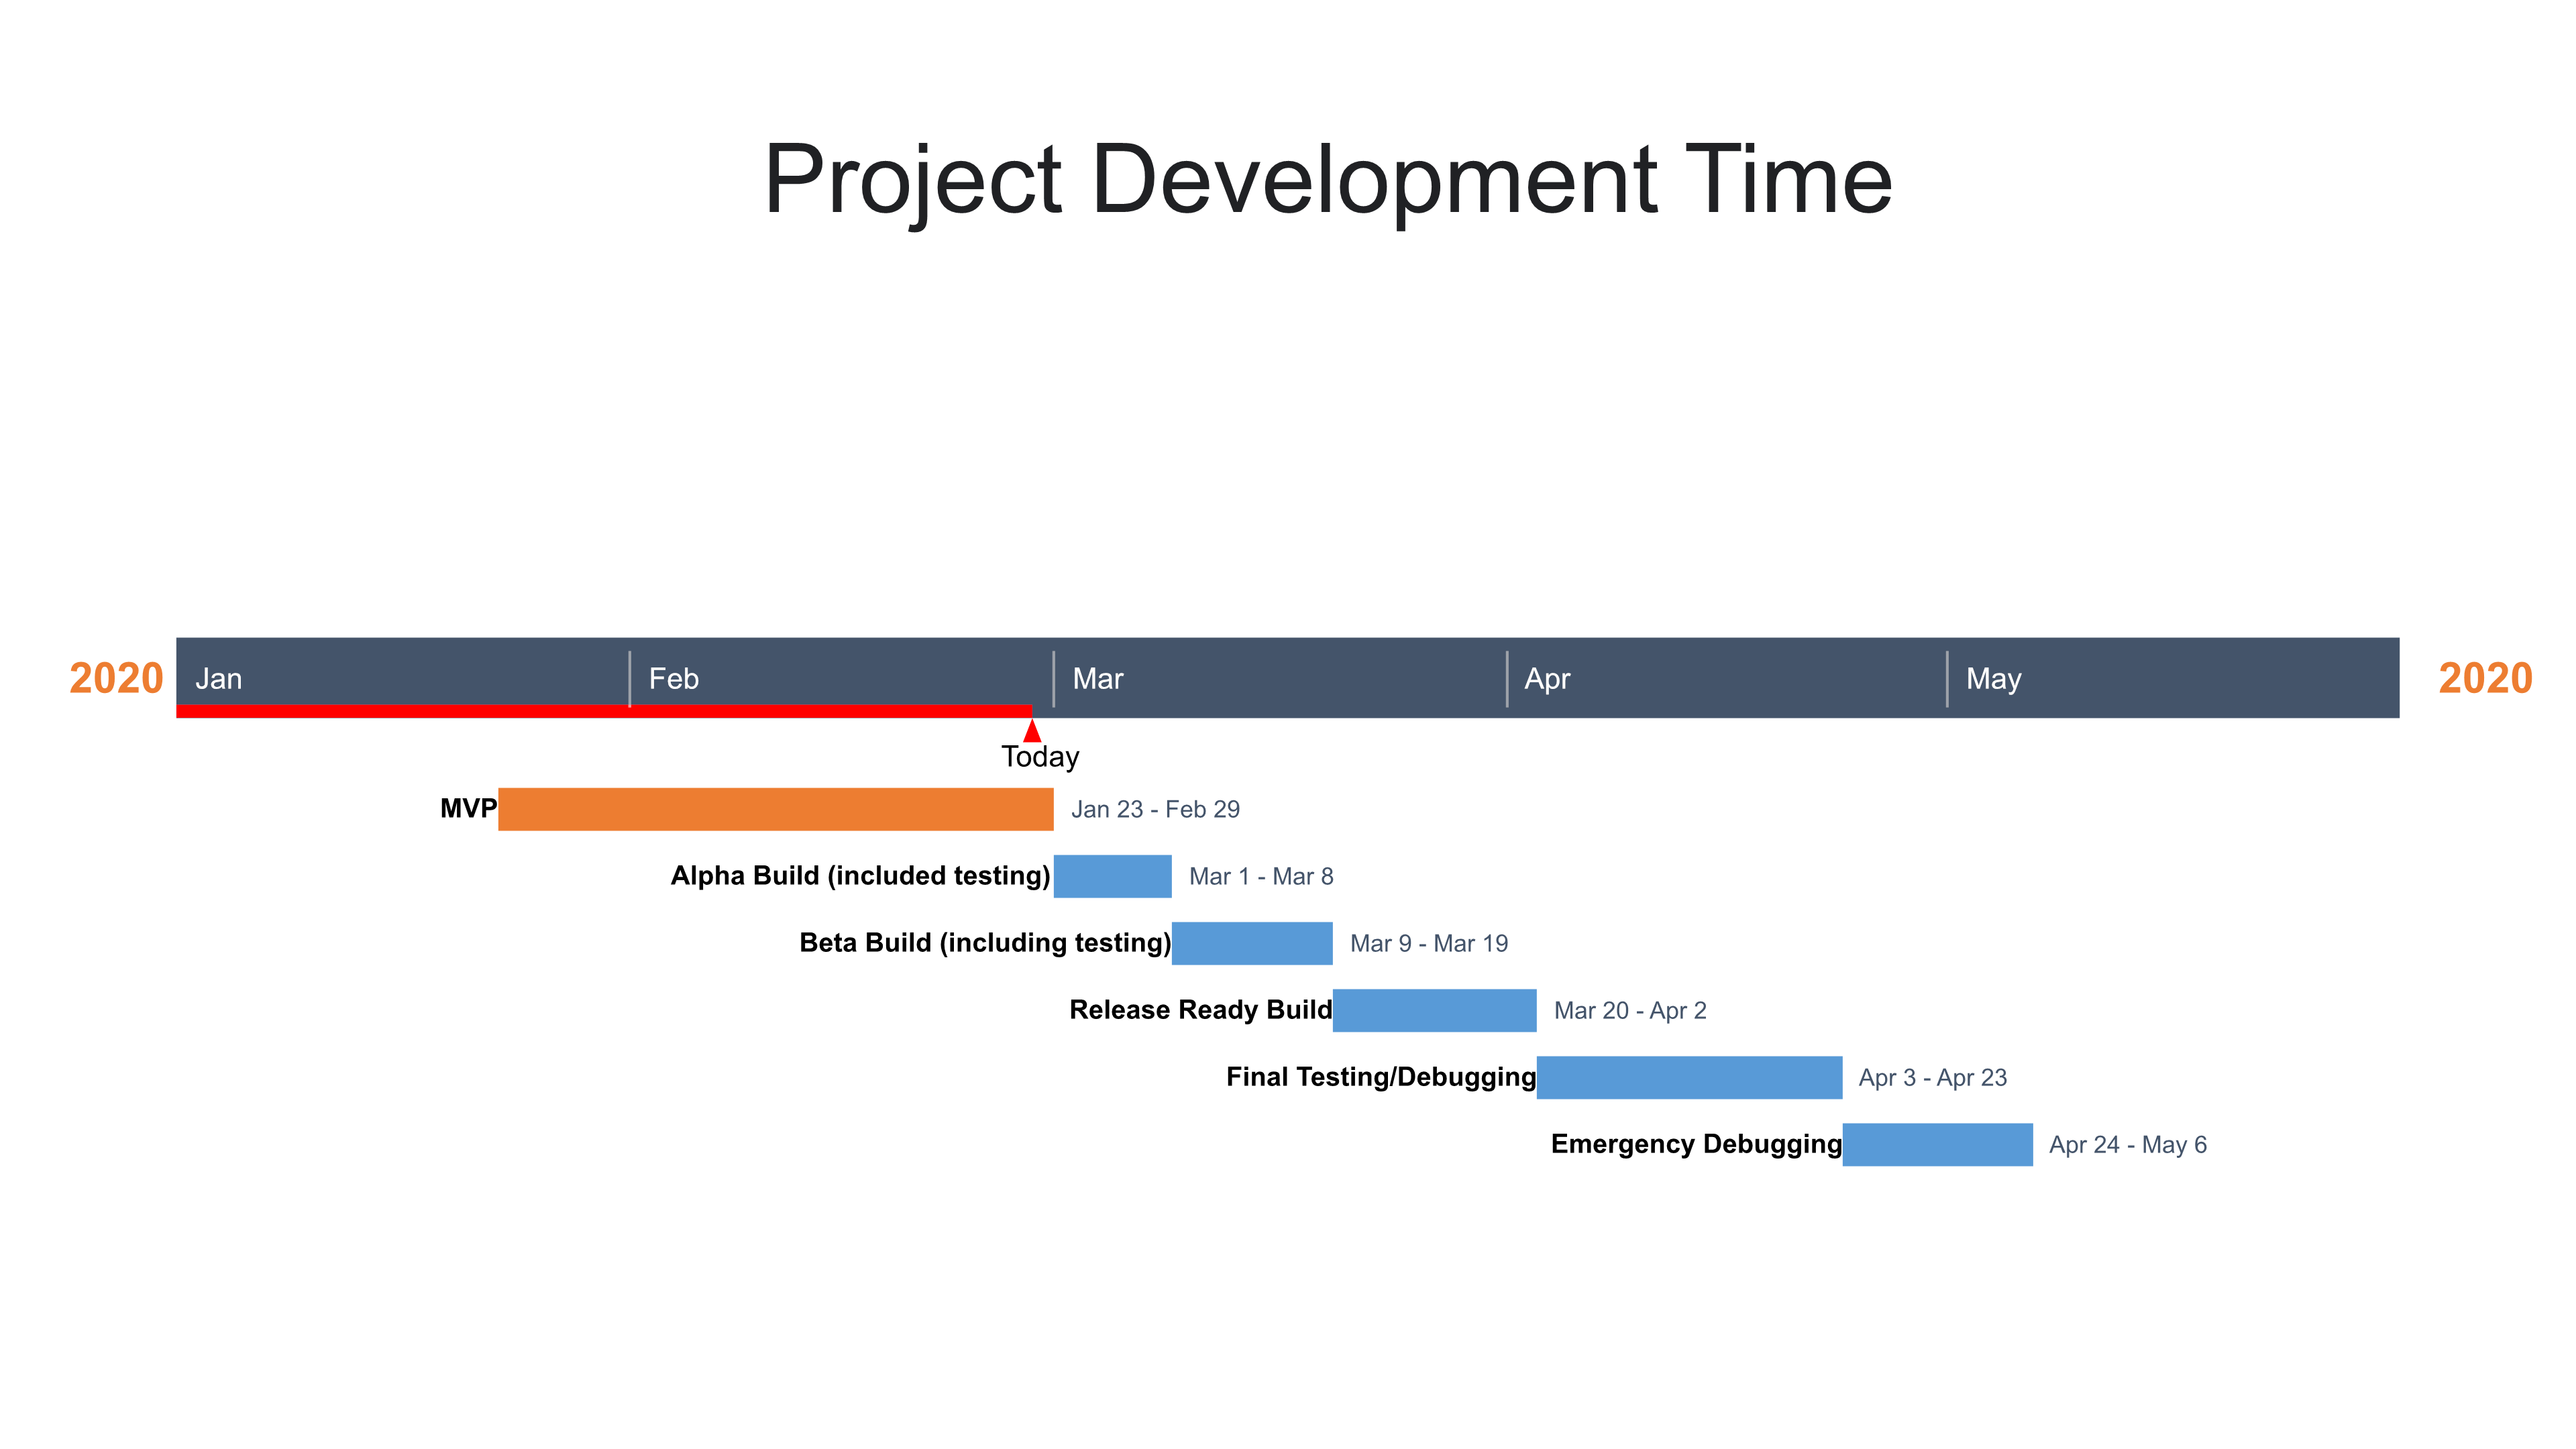 Project Development Time
2020 Jan Feb Mar Apr May 2020
Today
MVP Jan 23 - Feb 29
Alpha Build (included testing) Mar 1 - Mar 8
Beta Build (including testing) Mar 9 - Mar 19
Release Ready Build Mar 20 - Apr 2
Final Testing/Debugging Apr 3 - Apr 23
Emergency Debugging Apr 24 - May 6